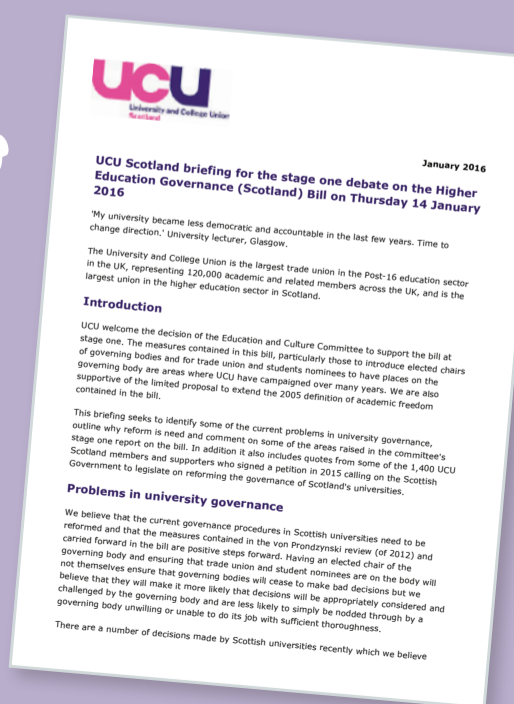 UCU
University and College Union
Scotland
January 2016
UCU Scotland briefing for the stage one debate on the Higher
Education Governance (Scotland) Bill on Thursday 14 January
2016
'My university became less democratic and accountable in the last few years. Time to
change direction.' University lecturer, Glasgow.
The University and College Union is the largest trade union in the Post-16 education sector
in the UK, representing 120,000 academic and related members across the UK, and is the
largest union in the higher education sector in Scotland.
Introduction
UCU welcome the decision of the Education and Culture Committee to support the bill at
stage one. The measures contained in this bill, particularly those to introduce elected chairs
of governing bodies and for trade union and students nominees to have places on the
governing body are areas where UCU have campaigned over many years. We are also
supportive of the limited proposal to extend the 2005 definition of academic freedom
contained in the bill.
This briefing seeks to identify some of the current problems in university governance,
outline why reform is need and comment on some of the areas raised in the committee's
stage one report on the bill. In addition it also includes quotes from some of the 1,400 UCU
Scotland members and supporters who signed a petition in 2015 calling on the Scottish
Government to legislate on reforming the governance of Scotland's universities.
Problems in university governance
We believe that the current governance procedures in Scottish universities need to be
reformed and that the measures contained in the von Prondzynski review (of 2012) and
carried forward in the bill are positive steps forward. Having an elected chair of the
governing body and ensuring that trade union and student nominees are on the body will
not themselves ensure that governing bodies will cease to make bad decisions but we
believe that they will make it more likely that decisions will be appropriately considered and
challenged by the governing body and are less likely to simply be nodded through by a
governing body unwilling or unable to do its job with sufficient thoroughness.
There are a number of decisions made by Scottish universities recently which we believe